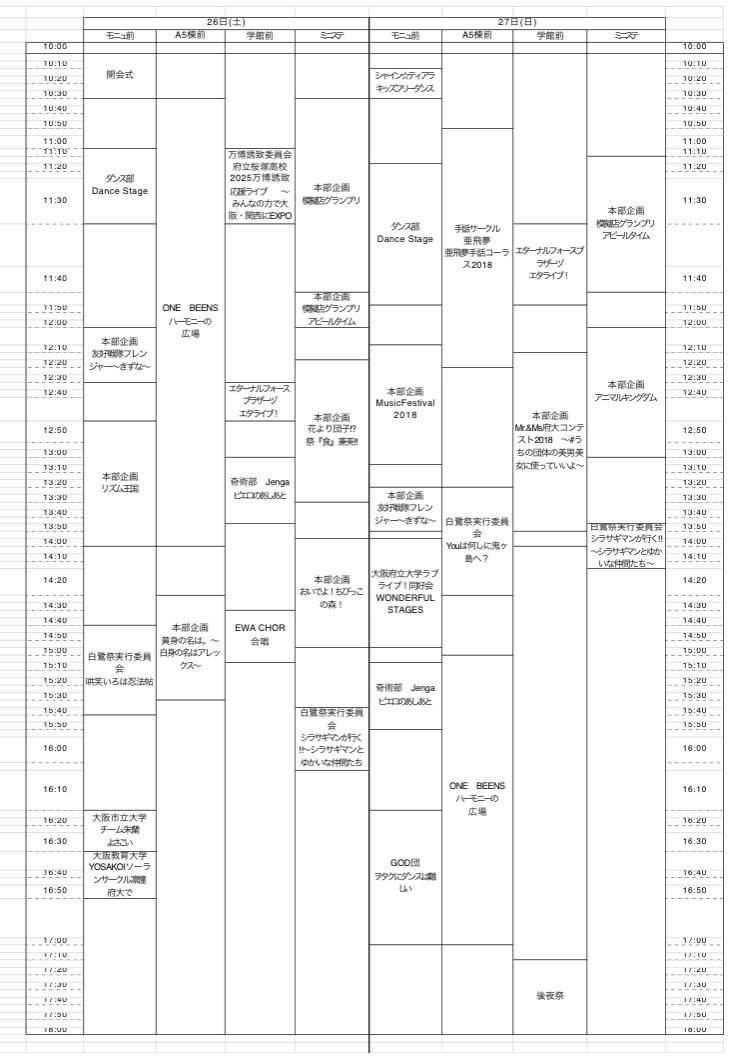 26日(土)
27日(日)
モニュ前
A5棟前
学館前
ミニステ
モニュ前
A5棟前
学館前
ミニステ
10:00
10:10
10:20
10:30
10:40
10:50
11:00
11:10
11:20
11:30
11:40
11:50
12:00
12:10
12:20
12:30
12:40
12:50
13:00
13:10
13:20
13:30
13:40
13:50
14:00
14:10
14:20
14:30
14:40
14:50
15:00
15:10
15:20
15:30
15:40
15:50
16:00
16:10
16:20
16:30
16:40
16:50
17:00
17:10
17:20
17:30
17:40
17:50
18:00
開会式
ダンス部
Dance Stage
本部企画
友好戦隊フレン
ジャー〜きずな〜
本部企画
リズム王国
白鷺祭実行委員
会
哄笑いろは忍法帖
大阪市立大学
チーム朱蘭
よさこい
大阪教育大学
YOSAKOIソーラ
ンサークル凛憧
府大で
ONE BEENS
ハーモニーの
広場
本部企画
黄身の名は。〜
白身の名はアレッ
クス〜
万博誘致委員会
府立桜塚高校
2025万博誘致
応援ライブ 〜
みんなの力で大
阪・関西にEXPO
エターナルフォース
ブラザーヅ
エタライブ!
奇術部 Jenga
ピエロのあしあと
EWA CHOR
合唱
本部企画
模擬店グランプリ
本部企画
模擬店グランプリ
アピールタイム
本部企画
花より団子!?
祭『食』兼美!!
本部企画
おいでよ!ちびっこ
の森!
白鷺祭実行委員
会
シラサギマンが行く
!!〜シラサギマンと
ゆかいな仲間たち
シャイン☆ティアラ
キッズフリーダンス
ダンス部
Dance Stage
本部企画
MusicFestival
2018
本部企画
友好戦隊フレン
ジャー〜きずな〜
大阪府立大学ラブ
ライブ!同好会
WONDERFUL
STAGES
奇術部 Jenga
ピエロのあしあと
GOD団
ヲタクにダンスは難
しい
手話サークル
亜飛夢
亜飛夢手話コーラ
ス2018
白鷺祭実行委員
会
Youは何しに鬼ヶ
島へ?
ONE BEENS
ハーモニーの
広場
エターナルフォースブ
ラザーヅ
エタライブ!
本部企画
Mr.&Ms府大コンテ
スト2018 〜#う
ちの団体の美男美
女に使っていいよ〜
後夜祭
本部企画
模擬店グランプリ
アピールタイム
本部企画
アニマルキングダム
白鷺祭実行委員会
シラサギマンが行く!!
〜シラサギマンとゆか
いな仲間たち〜
10:00
10:10
10:20
10:30
10:40
10:50
11:00
11:10
11:20
11:30
11:40
11:50
12:00
12:10
12:20
12:30
12:40
12:50
13:00
13:10
13:20
13:30
13:40
13:50
14:00
14:10
14:20
14:30
14:40
14:50
15:00
15:10
15:20
15:30
15:40
15:50
16:00
16:10
16:20
16:30
16:40
16:50
17:00
17:10
17:20
17:30
17:40
17:50
18:00